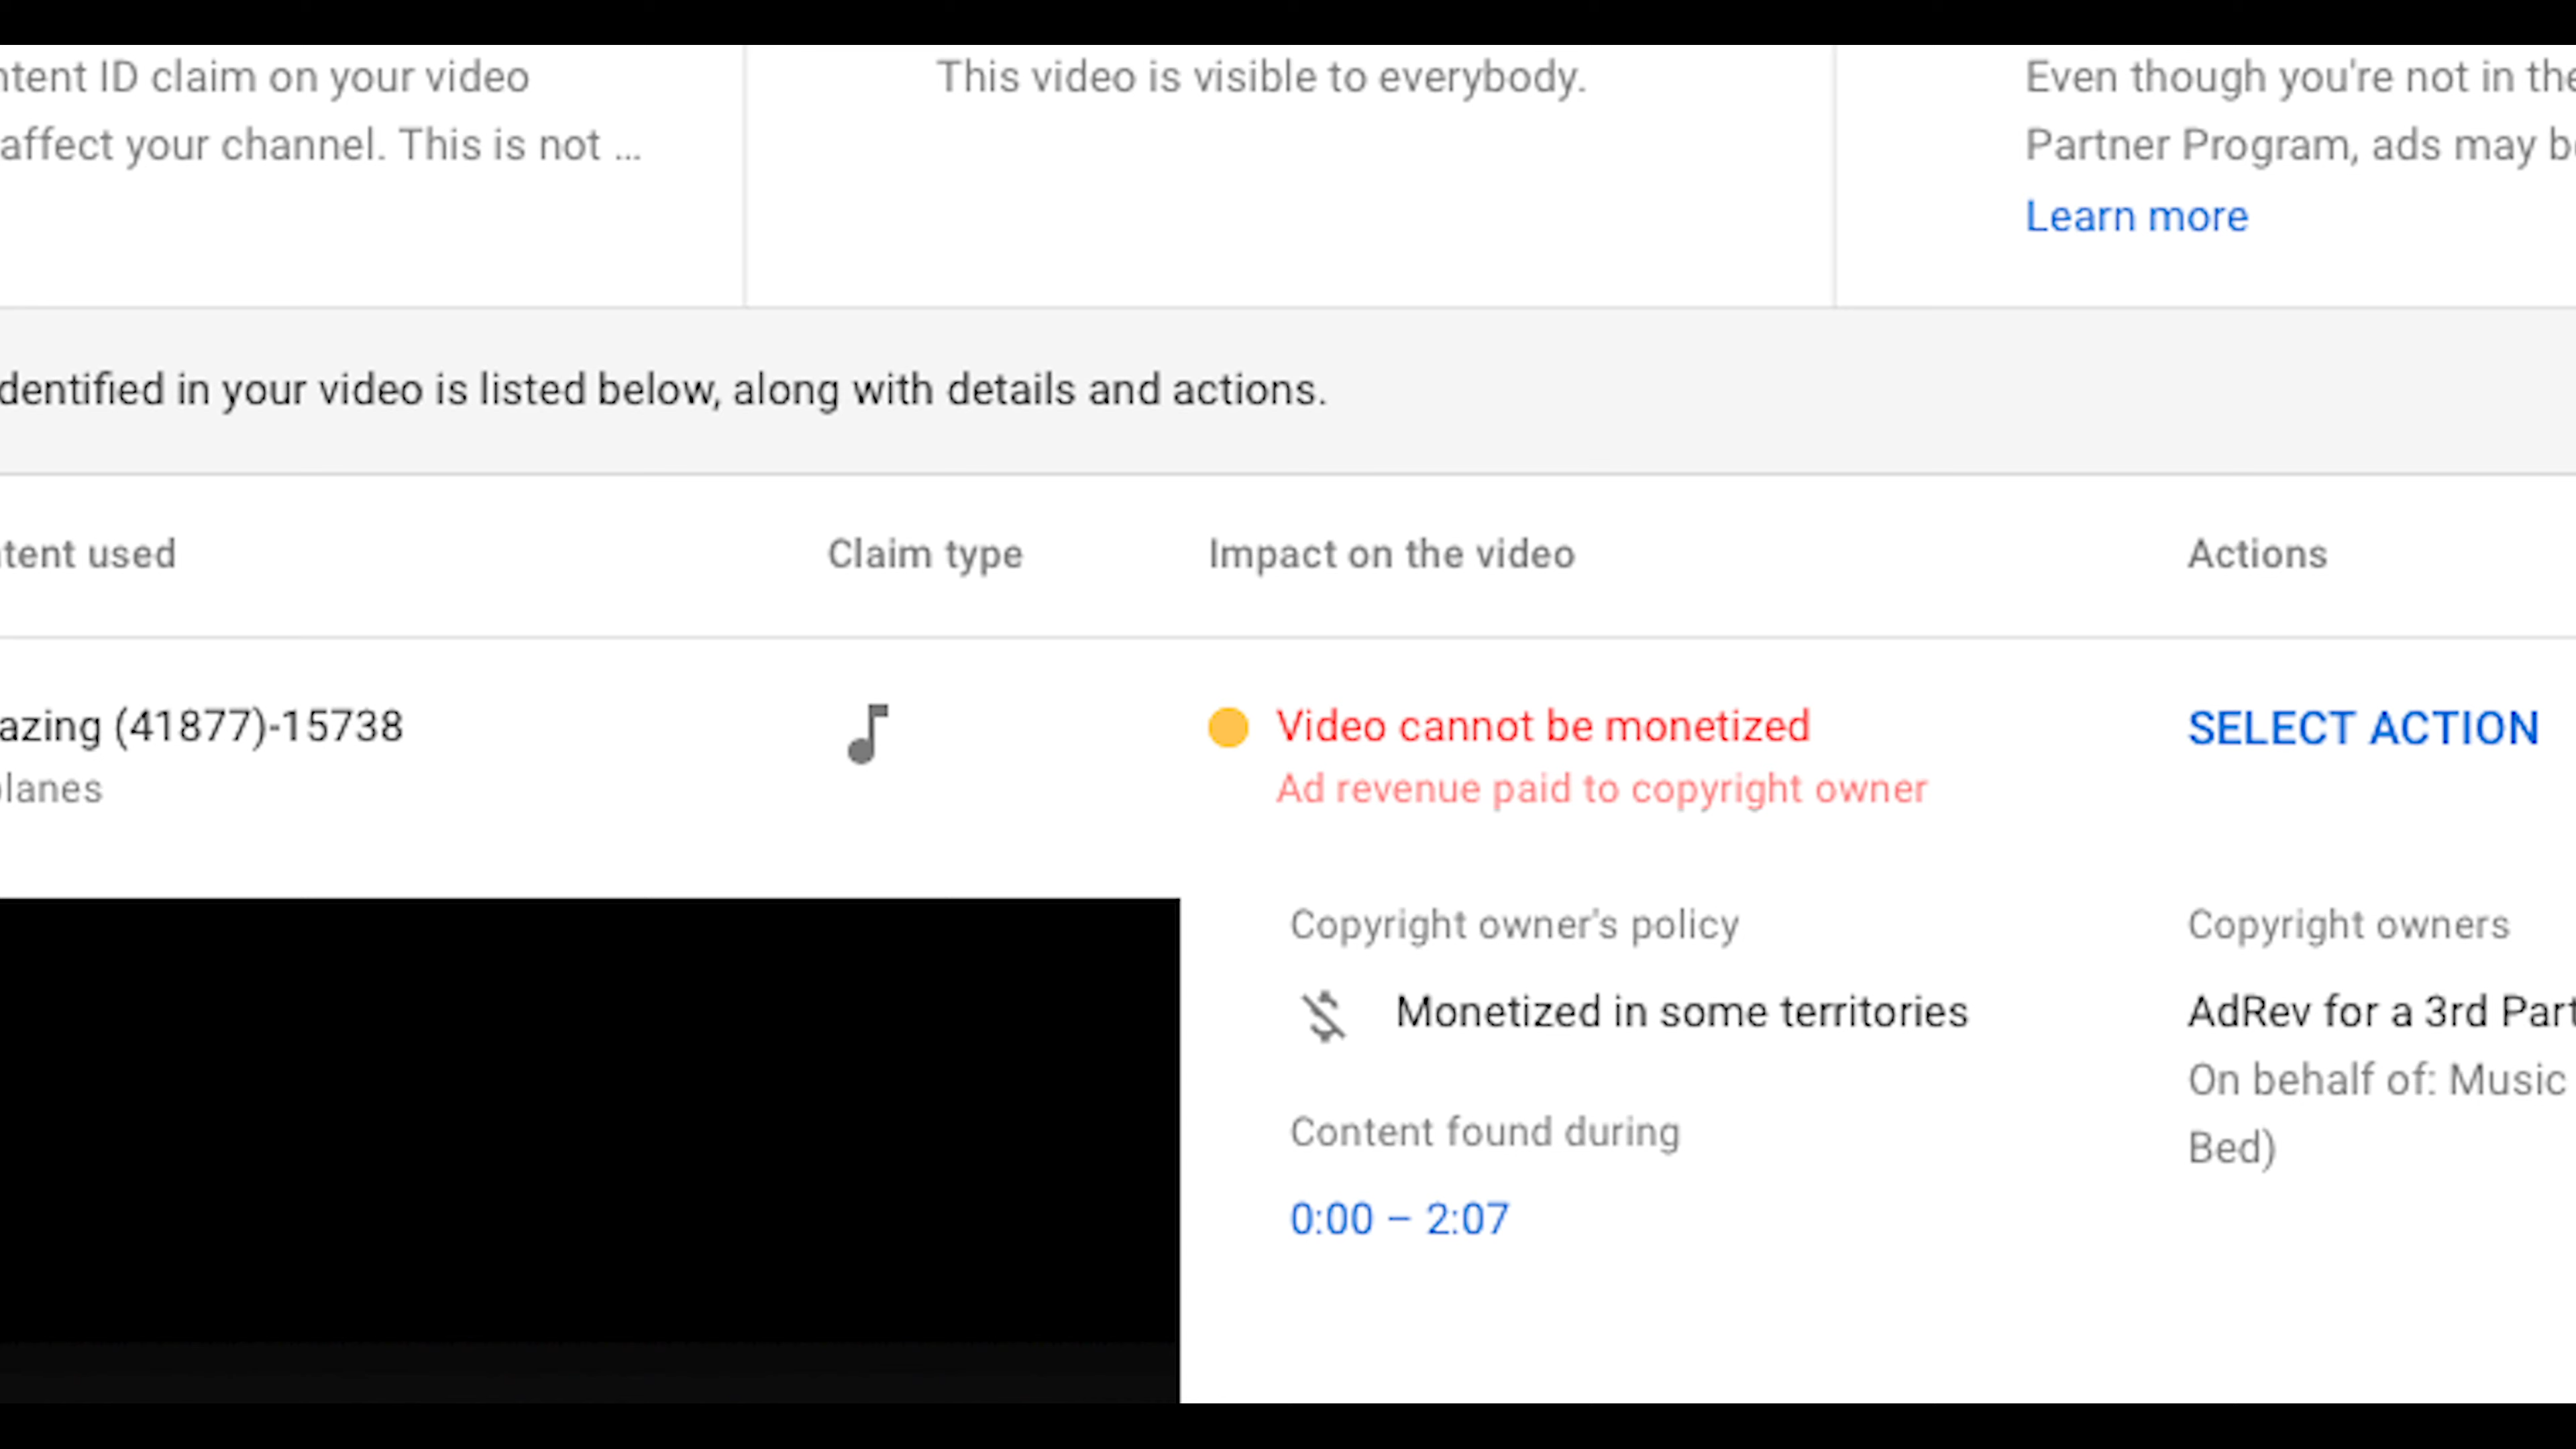 ntent ID claim on your video
affect your channel. This is not ...
This video is visible to everybody.
Even though you're not in the
Partner Program, ads may b
Learn more
dentified in your video is listed below, along with details and actions.
tent used
Claim type
Impact on the video
Actions
azing (41877)-15738
planes
Video cannot be monetized
Ad revenue paid to copyright owner
SELECT ACTION
Copyright owner's policy
Monetized in some territories
Content found during
0:00 – 2:07
Copyright owners
AdRev for a 3rd Part
On behalf of: Music
Bed)